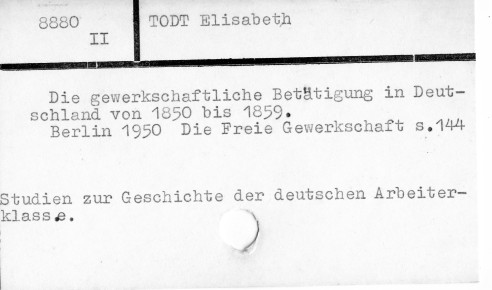 8880 TODT Elisabeth
II
Die gewerkschaftliche Betätigung in Deut-
schland von 1850 bis 1859.
Berlin 1950 Die Freie Gewerkschaft s.144
Studien zur Geschichte der deutschen Arbeiter-
klasse.